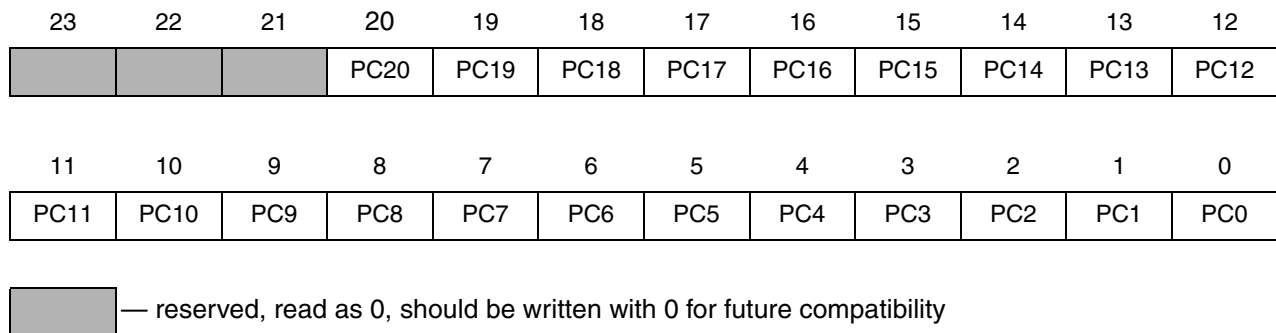 23 22 21 20 19 18 17 16 15 14 13 12
PC20 PC19 PC18 PC17 PC16 PC15 PC14 PC13 PC12
11 10 9 8 7 6 5 4 3 2 1 0
PC11 PC10 PC9 PC8 PC7 PC6 PC5 PC4 PC3 PC2 PC1 PC0
— reserved, read as 0, should be written with 0 for future compatibility